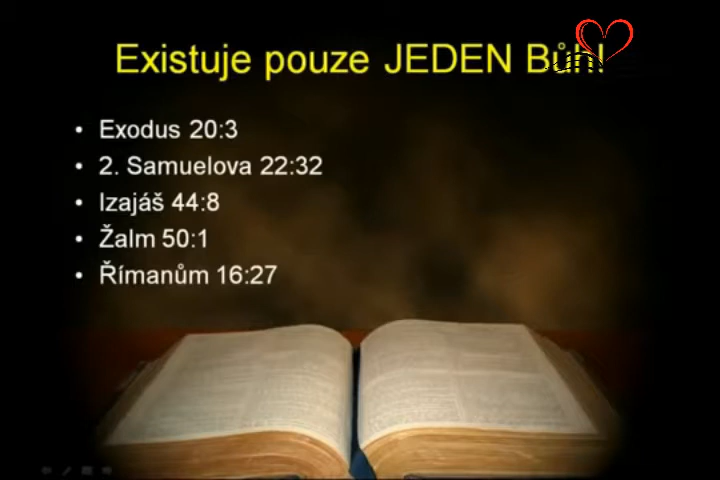 Existuje pouze JEDEN Bůh!
• Exodus 20:3
• 2. Samuelova 22:32
• Izajáš 44:8
• Žalm 50:1
• Římanům 16:27